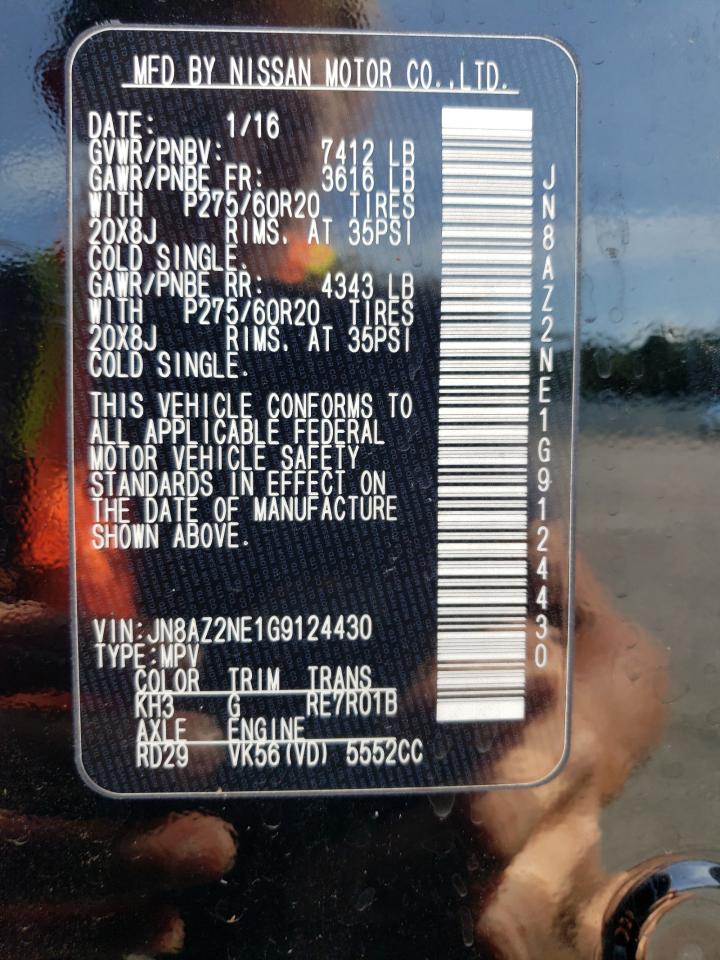 MFD BY NISSAN MOTOR CO.,LTD.
DATE: 1/16
GVWR/PNBV: 7412 LB
GAWR/PNBE FR: 3616 LB
WITH P275/60R20 TIRES
20X8J RIMS. AT 35PSI
COLD SINGLE.
GAWR/PNBE RR: 4343 LB
WITH P275/60R20 TIRES
20X8J RIMS. AT 35PSI
COLD SINGLE.
THIS VEHICLE CONFORMS TO
ALL APPLICABLE FEDERAL
MOTOR VEHICLE SAFETY
STANDARDS IN EFFECT ON
THE DATE OF MANUFACTURE
SHOWN ABOVE.
VIN:JN8AZ2NE1G9124430
TYPE:MPV
COLOR TRIM TRANS
KH3 G RE7R01B
AXLE ENGINE
RD29 VK56(VD) 5552CC
JN8AZ2NE1G9124430